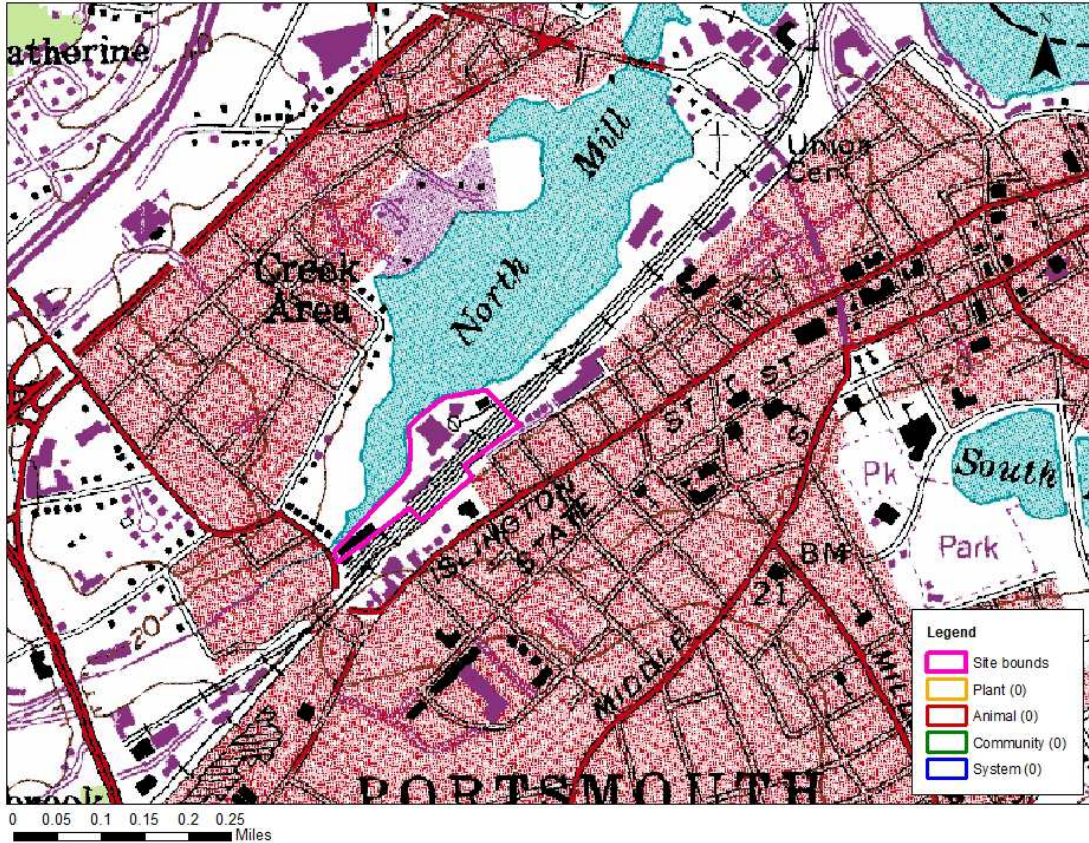 atherine
N
Mill
Union
Cem
Creek
Area
North
ST
ST
S
20
Pk
South
ISLINGTON
STATE
Park
BM
21
20
MIDDLE
MILL
PORTSMOUTH
brook
Legend
Site bounds
Plant (0)
Animal (0)
Community (0)
System (0)
0 0.05 0.1 0.15 0.2 0.25
Miles